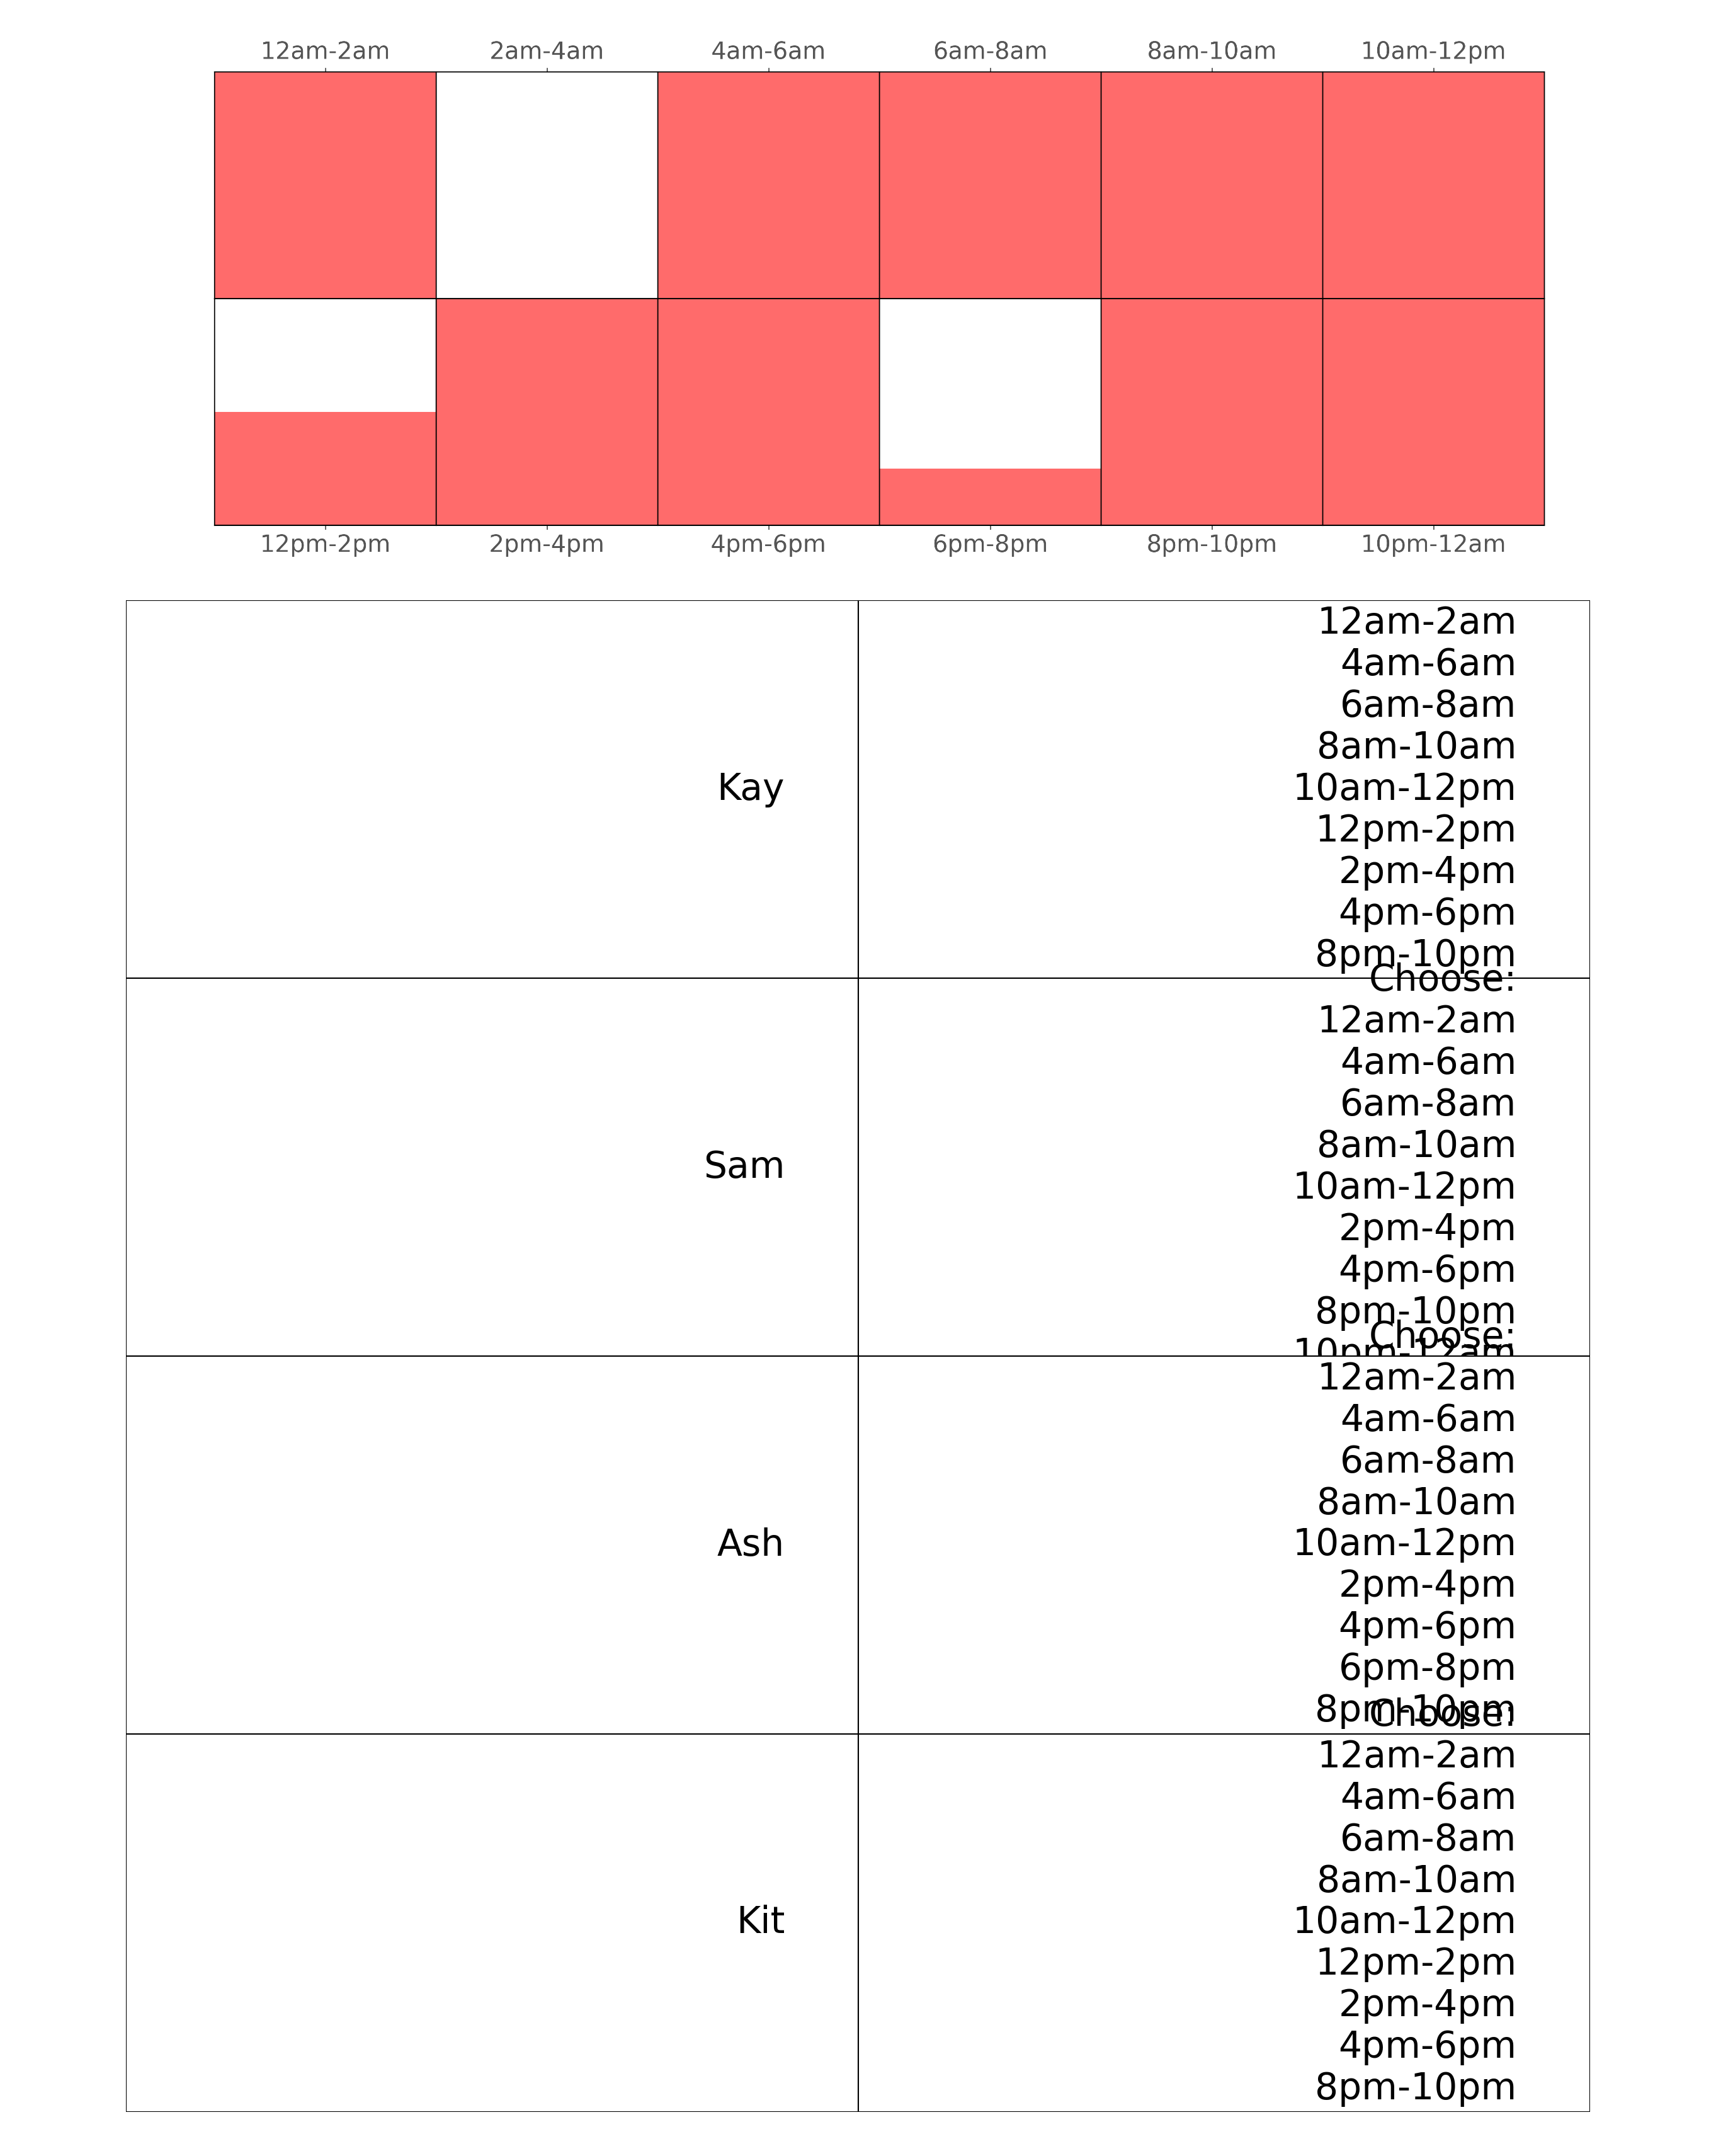 12am-2am 2am-4am 4am-6am 6am-8am 8am-10am 10am-12pm
12pm-2pm 2pm-4pm 4pm-6pm 6pm-8pm 8pm-10pm 10pm-12am
Kay
12am-2am
4am-6am
6am-8am
8am-10am
10am-12pm
12pm-2pm
2pm-4pm
4pm-6pm
8pm-10pm
Sam
Choose:
12am-2am
4am-6am
6am-8am
8am-10am
10am-12pm
2pm-4pm
4pm-6pm
8pm-10pm
10pm-12am
Ash
Choose:
12am-2am
4am-6am
6am-8am
8am-10am
10am-12pm
2pm-4pm
4pm-6pm
6pm-8pm
8pm-10pm
Kit
Choose:
12am-2am
4am-6am
6am-8am
8am-10am
10am-12pm
12pm-2pm
2pm-4pm
4pm-6pm
8pm-10pm